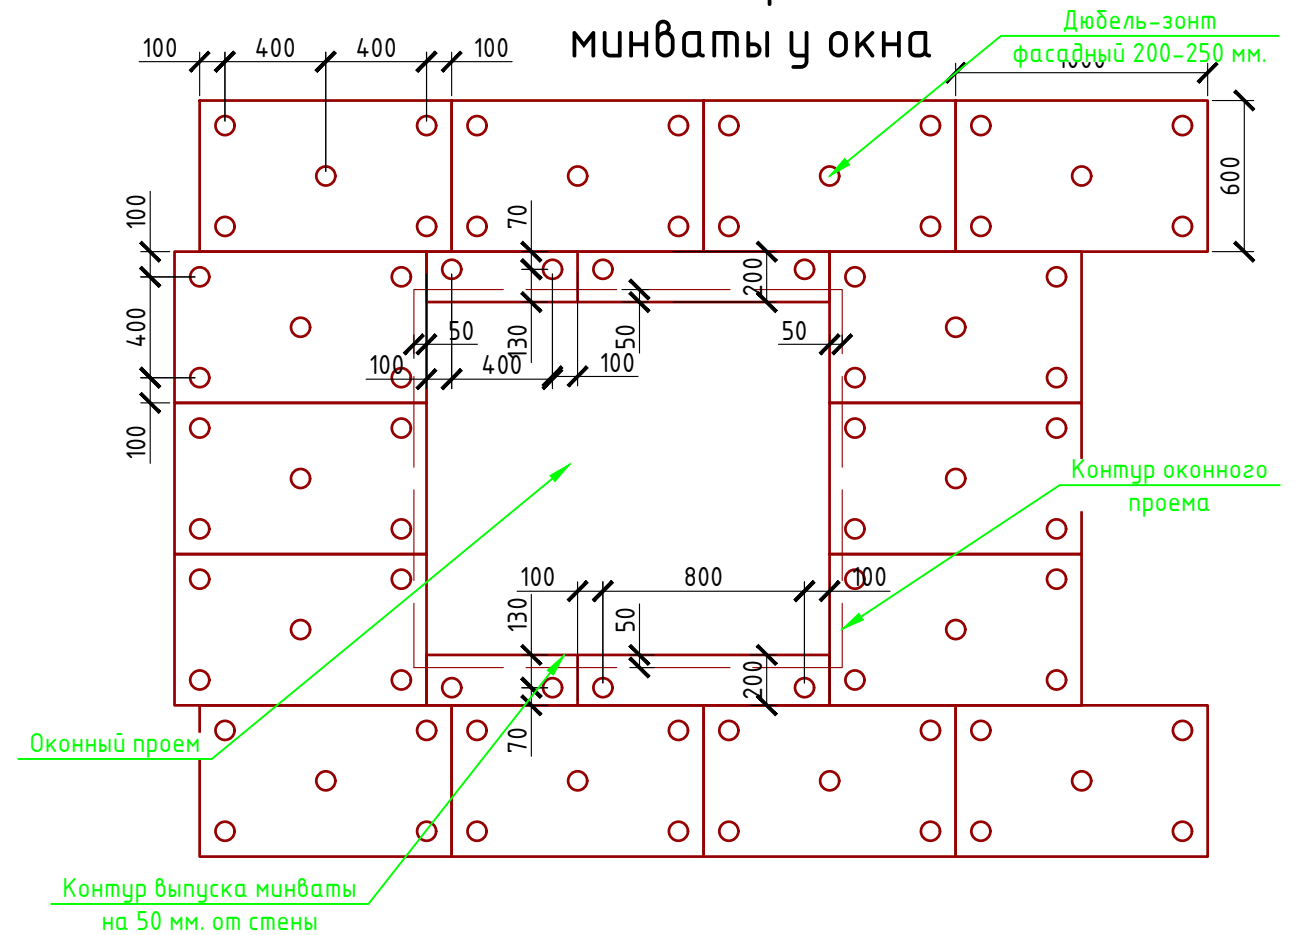 минваты у окна
Дюбель-зонт
фасадный 200-250 мм.
100 400 400 100
600
100
400
100
70
130
50
200
50
50
100 400 100
Контур оконного
проема
100 800 100
130
50
200
70
Оконный проем
Контур выпуска минваты
на 50 мм. от стены